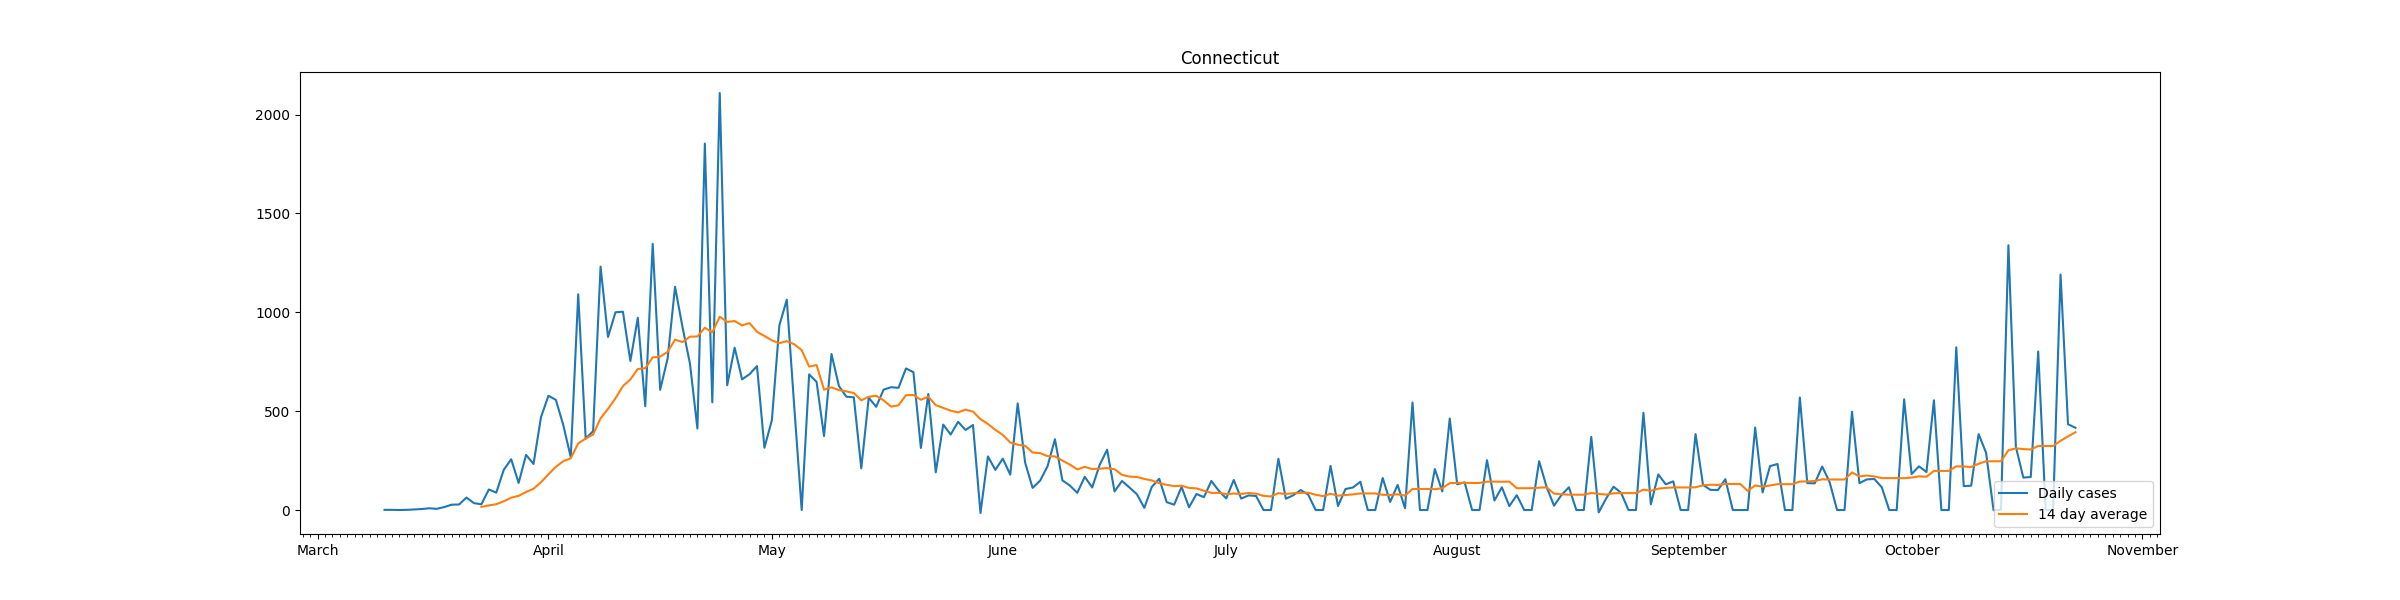 Connecticut
2000
1500
1000
500
0
March April May June July August September October November
Daily cases
14 day average